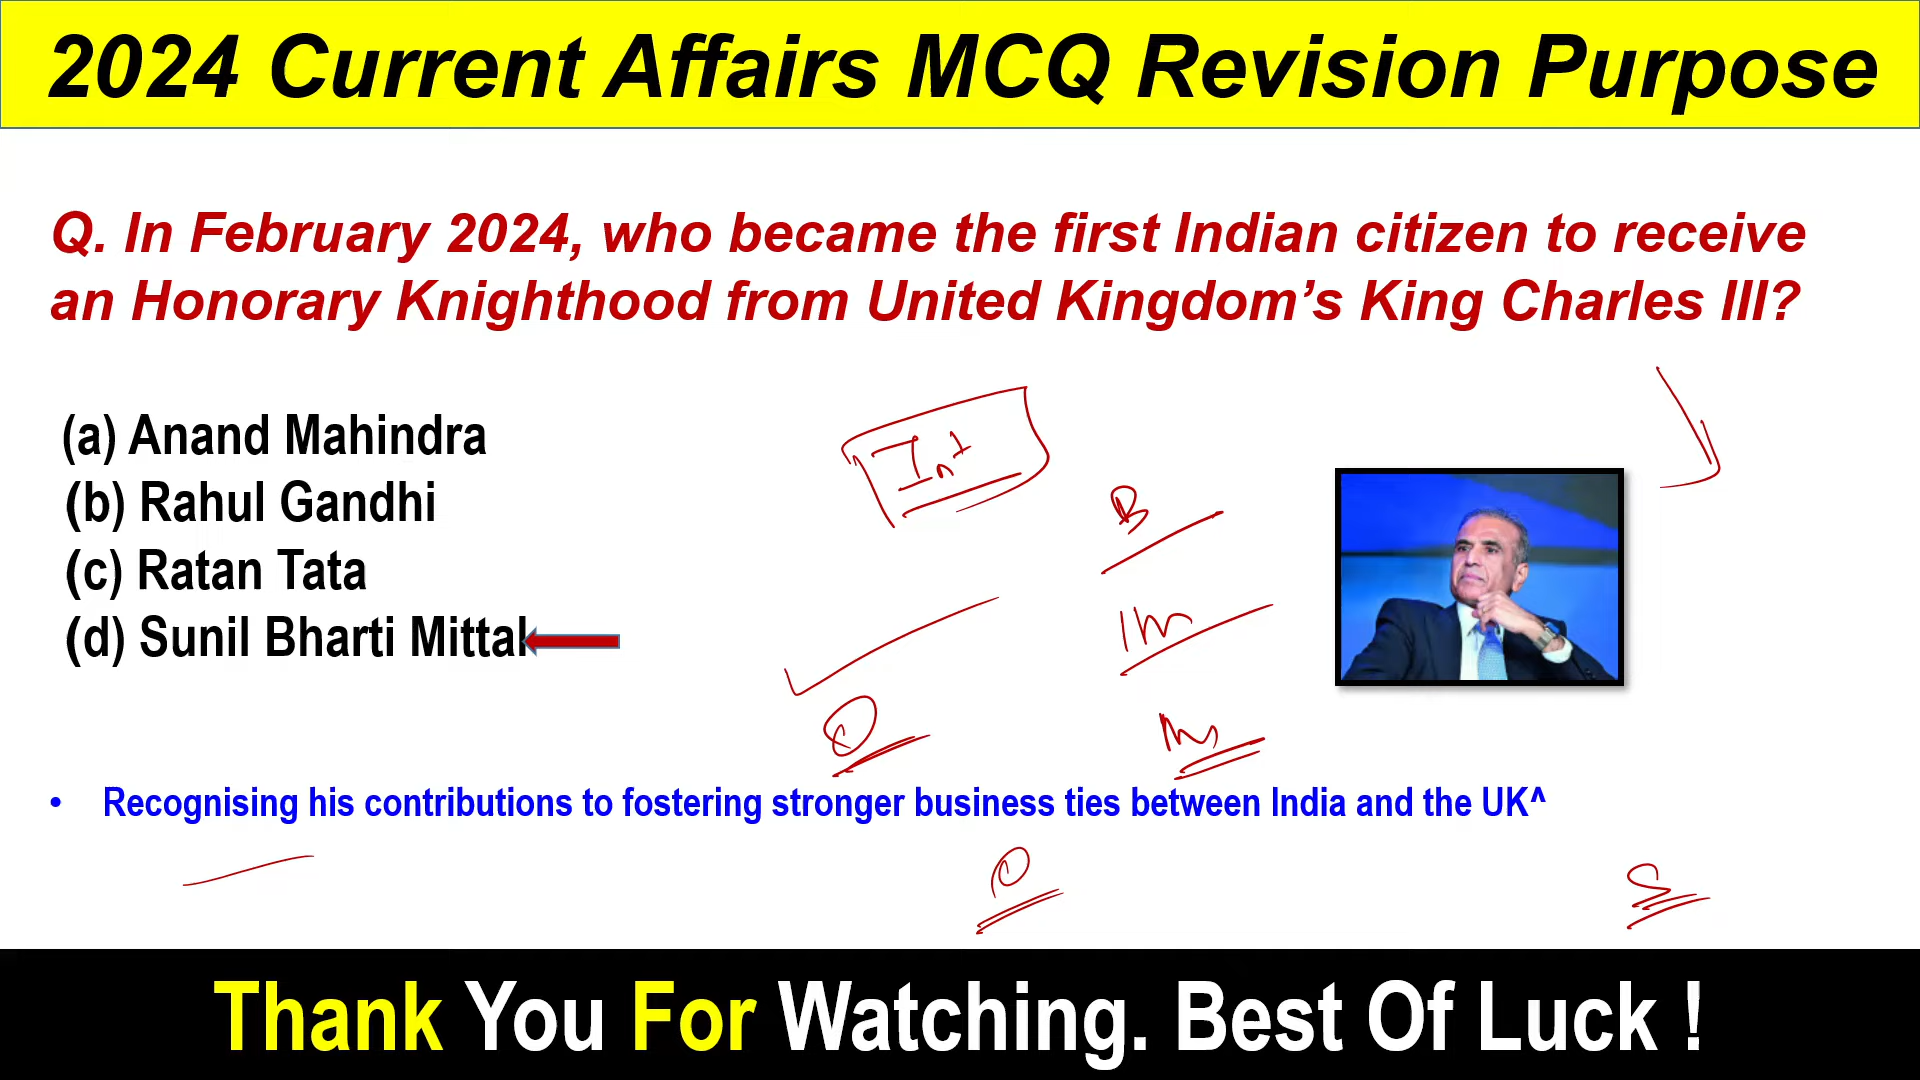 2024 Current Affairs MCQ Revision Purpose
Q. In February 2024, who became the first Indian citizen to receive
an Honorary Knighthood from United Kingdom’s King Charles III?
(a) Anand Mahindra
(b) Rahul Gandhi
(c) Ratan Tata
(d) Sunil Bharti Mittal
Int
B
• Recognising his contributions to fostering stronger business ties between India and the UK^
Thank You For Watching. Best Of Luck !